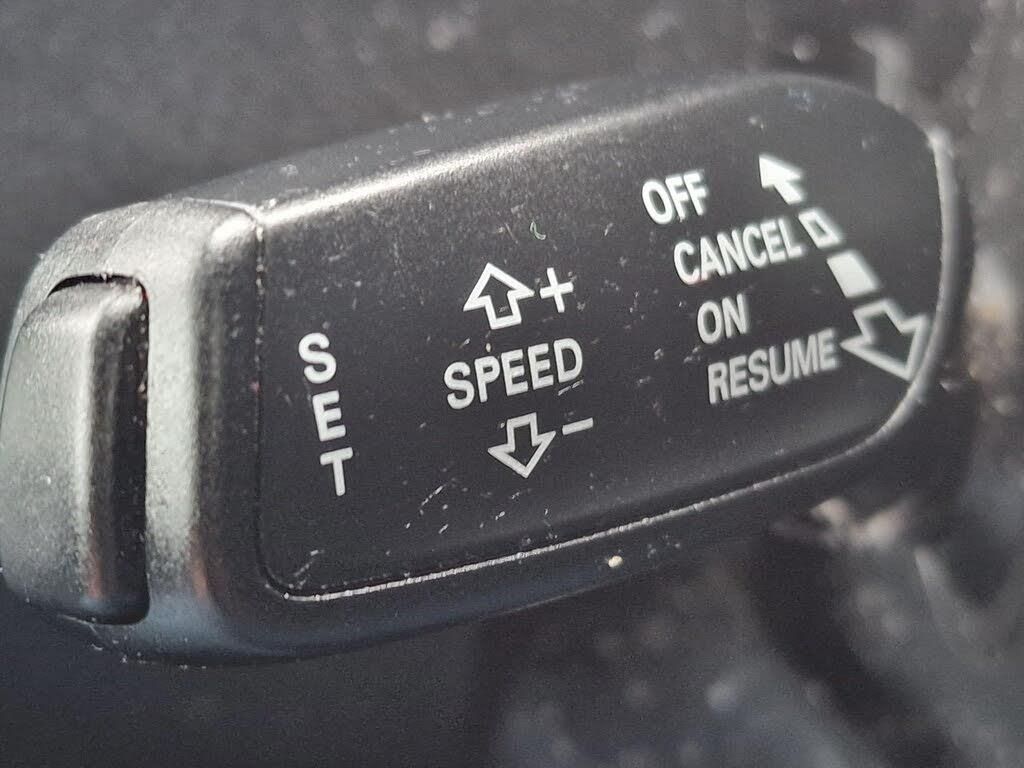 SET
+
SPEED
-
OFF
CANCEL
ON
RESUME